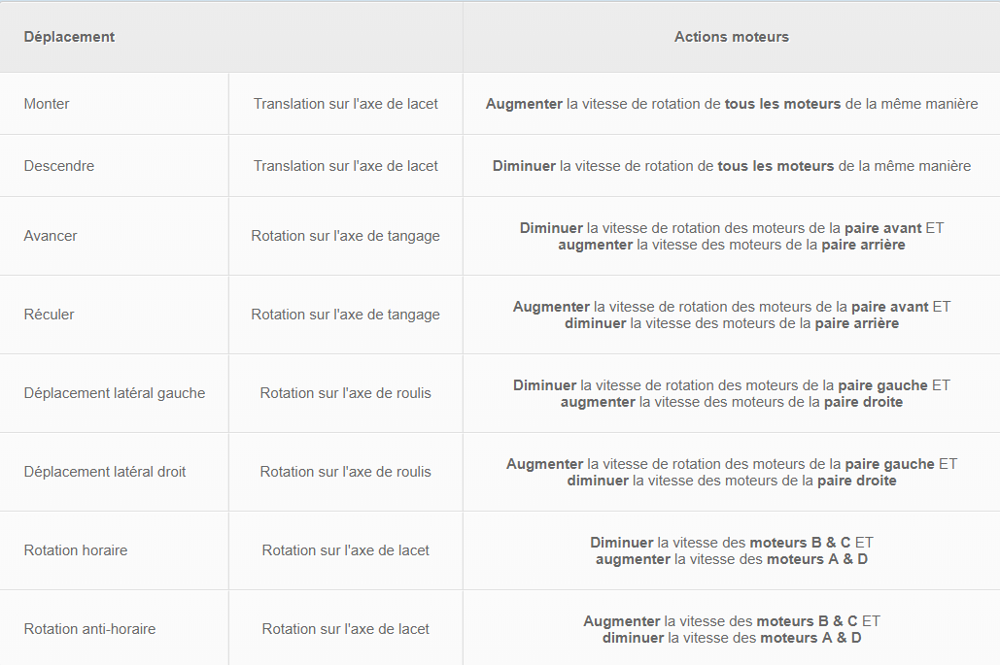 Déplacement
Actions moteurs
Monter
Translation sur l'axe de lacet
Augmenter la vitesse de rotation de tous les moteurs de la même manière
Descendre
Translation sur l'axe de lacet
Diminuer la vitesse de rotation de tous les moteurs de la même manière
Avancer
Rotation sur l'axe de tangage
Diminuer la vitesse de rotation des moteurs de la paire avant ET
augmenter la vitesse des moteurs de la paire arrière
Réculer
Rotation sur l'axe de tangage
Augmenter la vitesse de rotation des moteurs de la paire avant ET
diminuer la vitesse des moteurs de la paire arrière
Déplacement latéral gauche
Rotation sur l'axe de roulis
Diminuer la vitesse de rotation des moteurs de la paire gauche ET
augmenter la vitesse des moteurs de la paire droite
Déplacement latéral droit
Rotation sur l'axe de roulis
Augmenter la vitesse de rotation des moteurs de la paire gauche ET
diminuer la vitesse des moteurs de la paire droite
Rotation horaire
Rotation sur l'axe de lacet
Diminuer la vitesse des moteurs B & C ET
augmenter la vitesse des moteurs A & D
Rotation anti-horaire
Rotation sur l'axe de lacet
Augmenter la vitesse des moteurs B & C ET
diminuer la vitesse des moteurs A & D